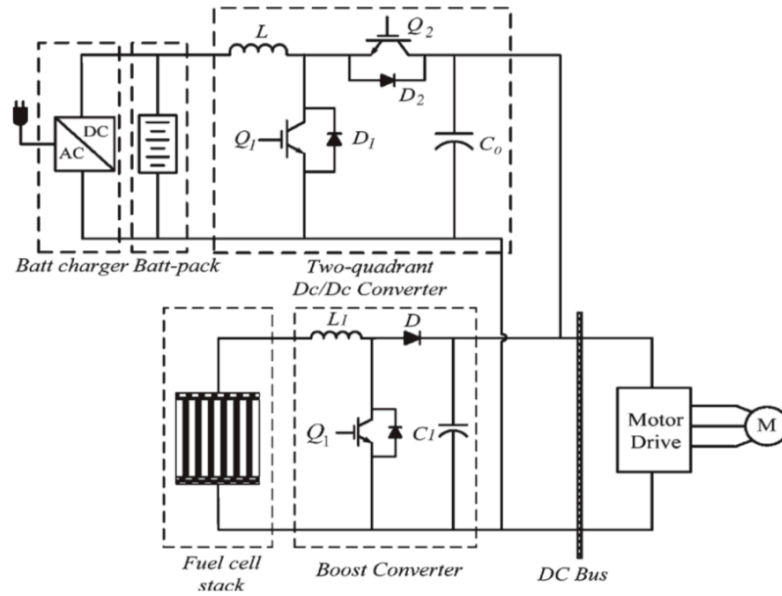 Q2
L
D2
DC
AC
Q1
D1
Co
Batt charger
Batt-pack
Two-quadrant
Dc/Dc Converter
L1
D
Q1
C1
Motor
Drive
M
Fuel cell
stack
Boost Converter
DC Bus